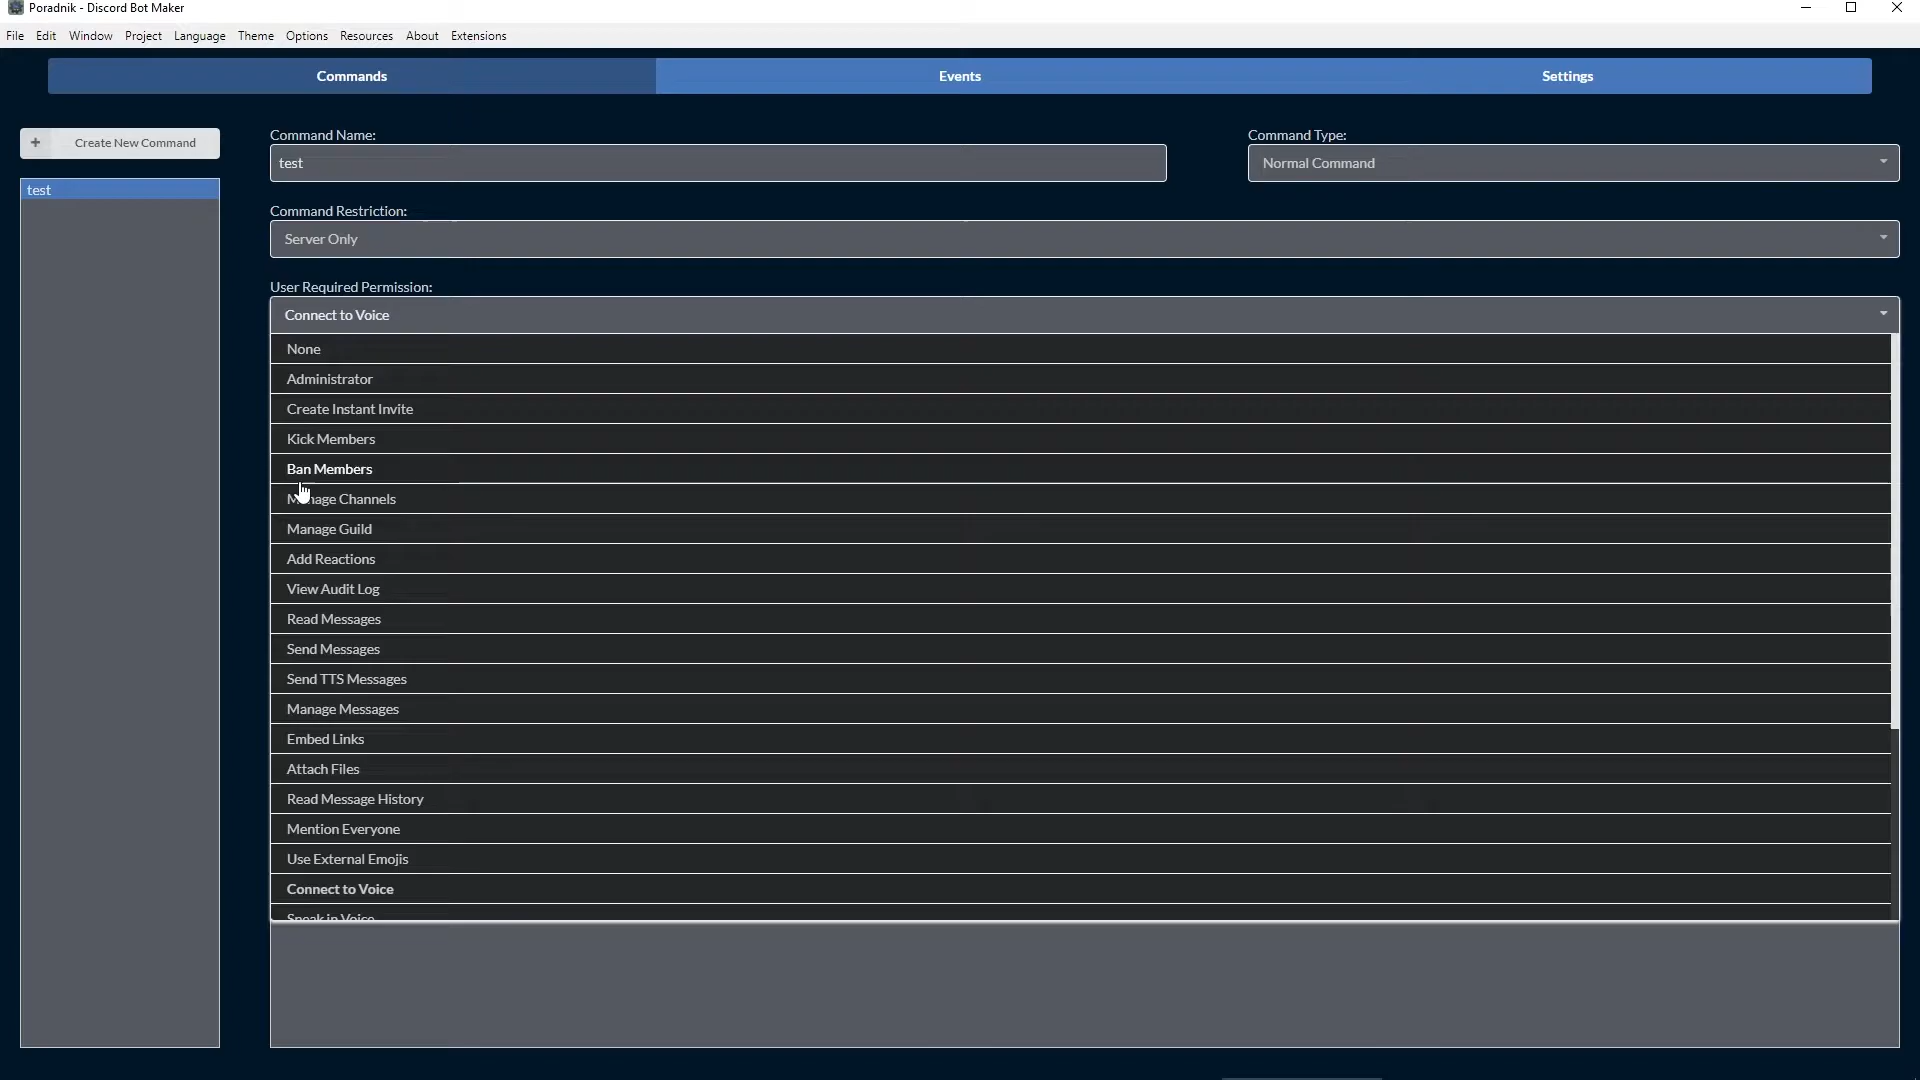 Poradnik - Discord Bot Maker
File Edit Window Project Language Theme Options Resources About Extensions
Commands Events Settings
+ Create New Command
test
Command Name:
test
Command Type:
Normal Command
Command Restriction:
Server Only
User Required Permission:
Connect to Voice
None
Administrator
Create Instant Invite
Kick Members
Ban Members
Manage Channels
Manage Guild
Add Reactions
View Audit Log
Read Messages
Send Messages
Send TTS Messages
Manage Messages
Embed Links
Attach Files
Read Message History
Mention Everyone
Use External Emojis
Connect to Voice
Speak in Voice